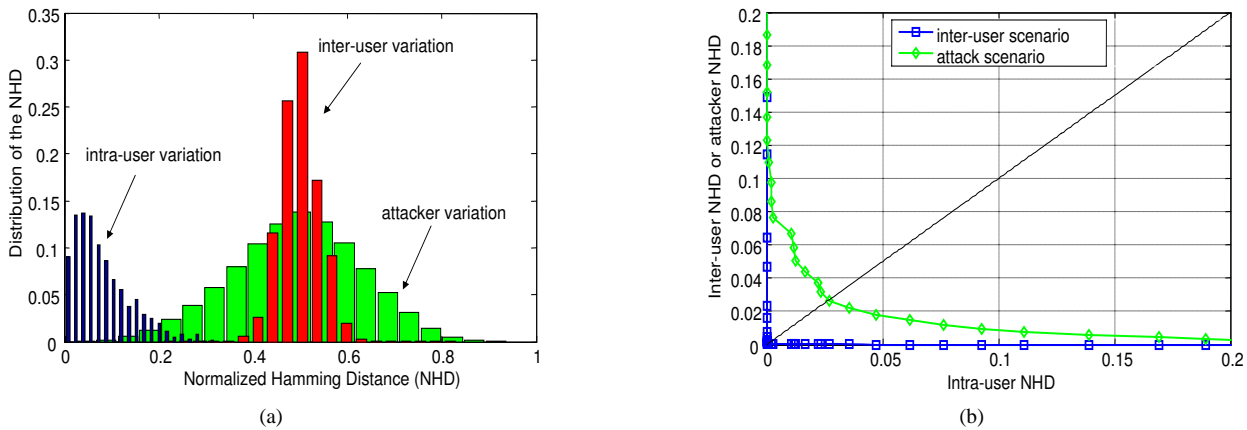 0.35
0.3
0.25
0.2
0.15
0.1
0.05
0
Distribution of the NHD
inter-user variation
intra-user variation
attacker variation
0
0.2
0.4
0.6
0.8
1
Normalized Hamming Distance (NHD)
(a)
0.2
0.18
0.16
0.14
0.12
0.1
0.08
0.06
0.04
0.02
0
Inter-user NHD or attacker NHD
inter-user scenario
attack scenario
0
0.05
0.1
0.15
0.2
Intra-user NHD
(b)